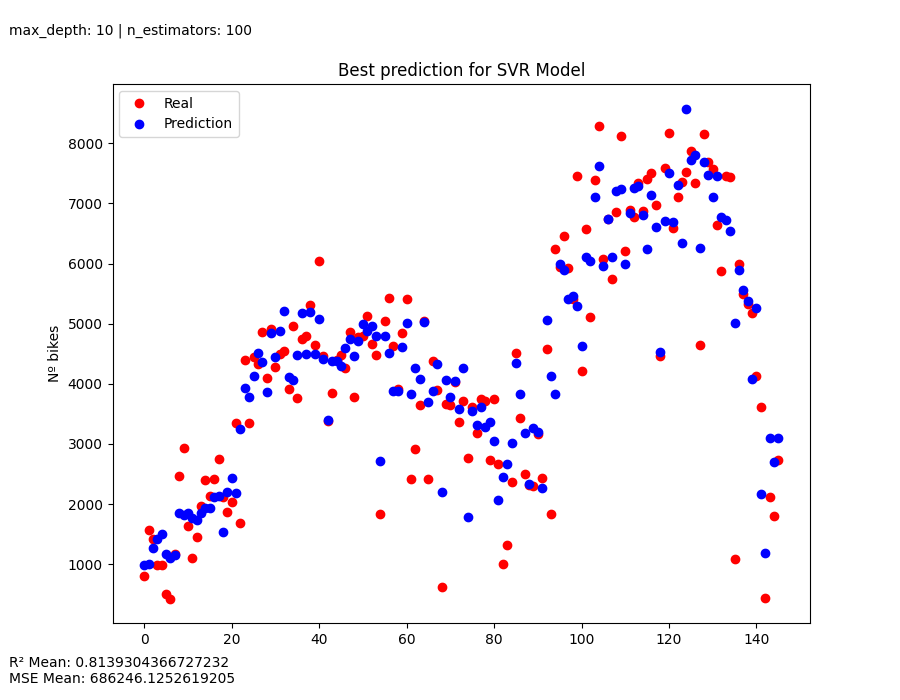 max_depth: 10 | n_estimators: 100
Best prediction for SVR Model
Real
Prediction
Nº bikes
8000
7000
6000
5000
4000
3000
2000
1000
0 20 40 60 80 100 120 140
R² Mean: 0.8139304366727232
MSE Mean: 686246.1252619205